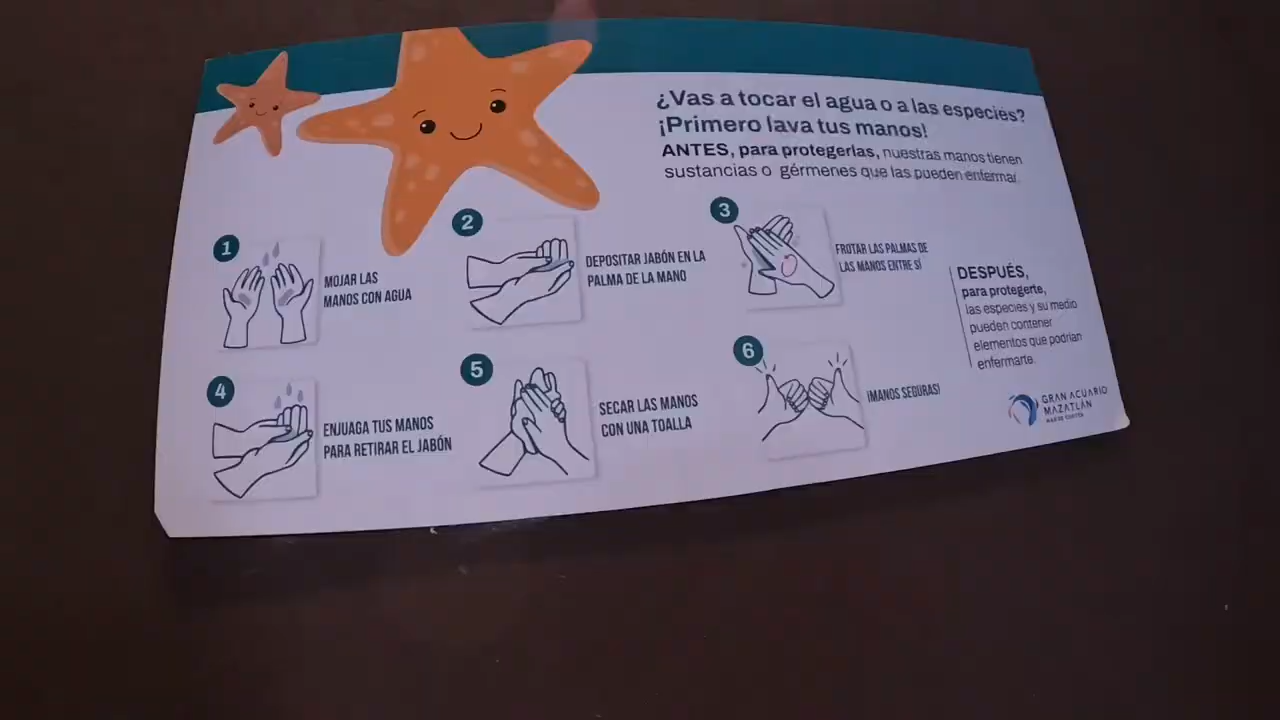 ¿Vas a tocar el agua o a las especies?
¡Primero lava tus manos!
ANTES, para protegerlas, nuestras manos tienen
sustancias o gérmenes que las pueden enfermar.
1
MOJAR LAS
MANOS CON AGUA
2
DEPOSITAR JABÓN EN LA
PALMA DE LA MANO
3
FROTAR LAS PALMAS DE
LAS MANOS ENTRE SÍ
4
ENJUAGA TUS MANOS
PARA RETIRAR EL JABÓN
5
SECAR LAS MANOS
CON UNA TOALLA
6
¡MANOS SEGURAS!
DESPUÉS,
para protegerte,
las especies y su medio
pueden contener
elementos que podrían
enfermarte.
GRAN ACUARIO
MAZATLÁN
MAR DE CORTÉS